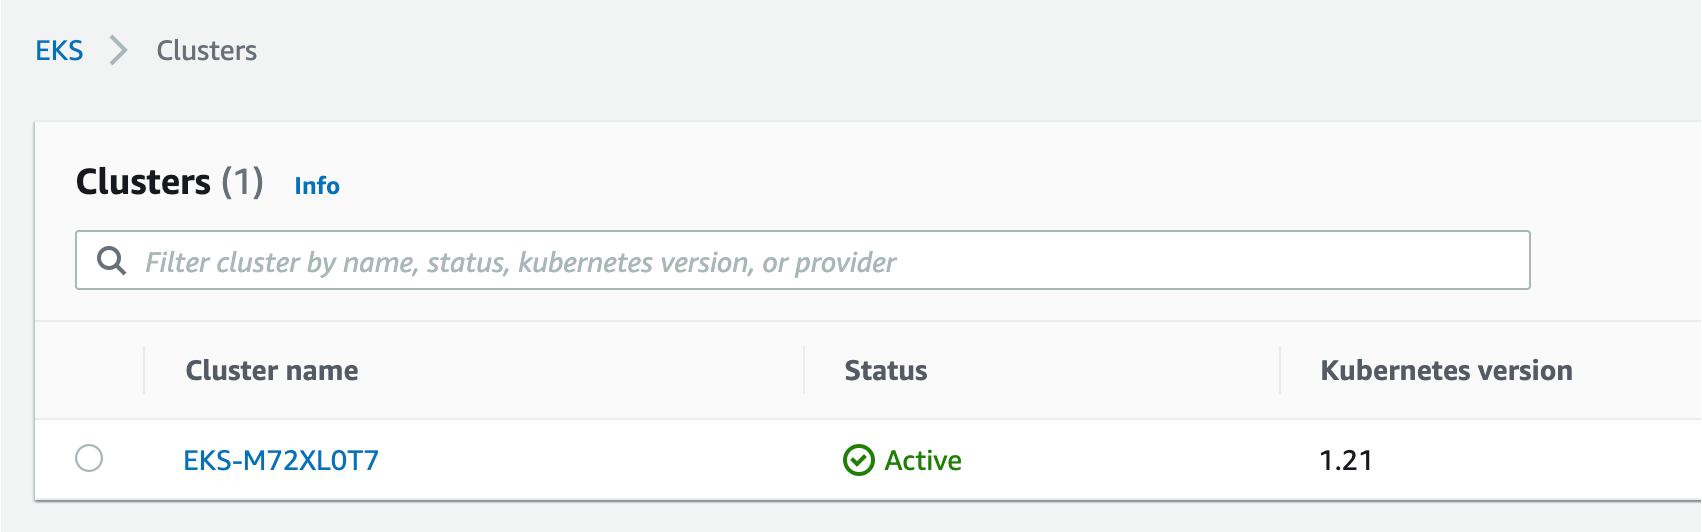 EKS > Clusters
Clusters (1) Info
Filter cluster by name, status, kubernetes version, or provider
Cluster name Status Kubernetes version
EKS-M72XL0T7 Active 1.21